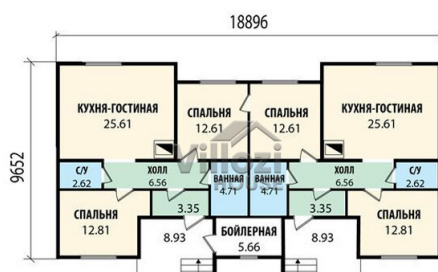 18896
9652
КУХНЯ-ГОСТИНАЯ
25.61
СПАЛЬНЯ
12.61
СПАЛЬНЯ
12.61
КУХНЯ-ГОСТИНАЯ
25.61
Villozi
HOUSE
С/У
2.62
ХОЛЛ
6.56
ВАННАЯ
4.71
ВАННАЯ
4.71
ХОЛЛ
6.56
С/У
2.62
СПАЛЬНЯ
12.81
3.35
3.35
СПАЛЬНЯ
12.81
8.93
БОЙЛЕРНАЯ
5.66
8.93